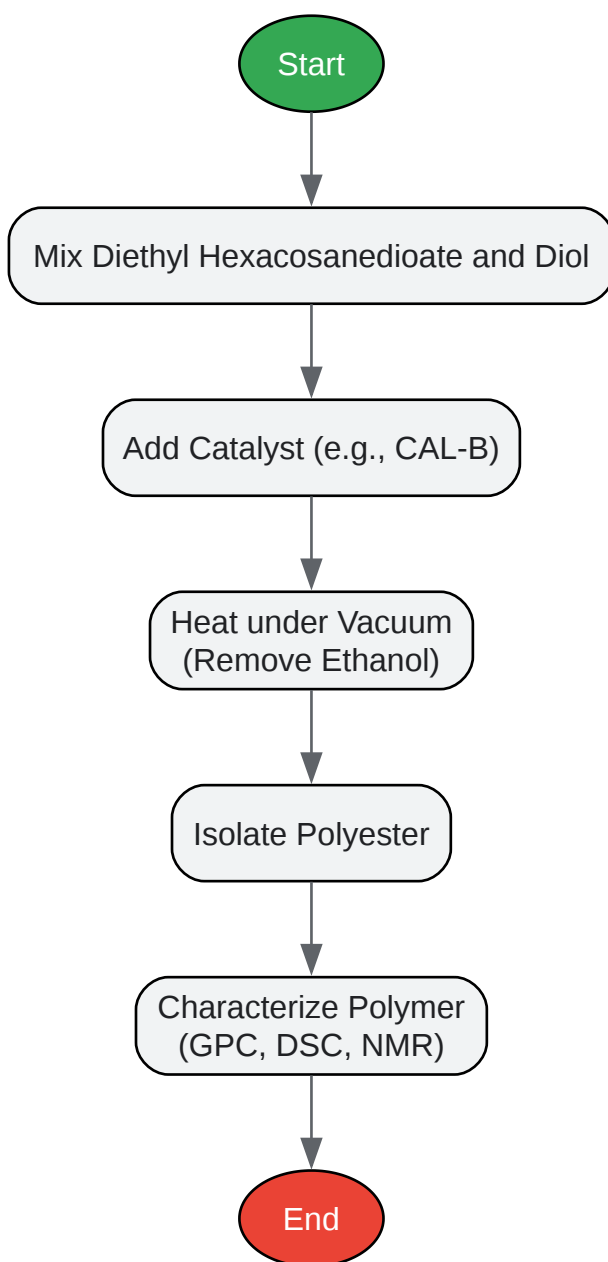 Start
Mix Diethyl Hexacosanedioate and Diol
Add Catalyst (e.g., CAL-B)
Heat under Vacuum
(Remove Ethanol)
Isolate Polyester
Characterize Polymer
(GPC, DSC, NMR)
End